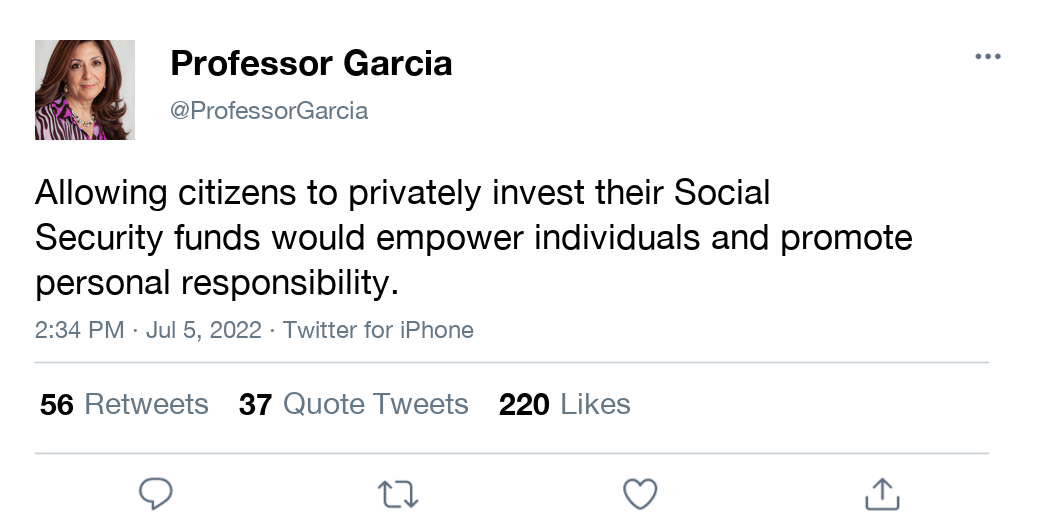 Professor Garcia
@ProfessorGarcia
Allowing citizens to privately invest their Social
Security funds would empower individuals and promote
personal responsibility.
2:34 PM · Jul 5, 2022 · Twitter for iPhone
56 Retweets 37 Quote Tweets 220 Likes